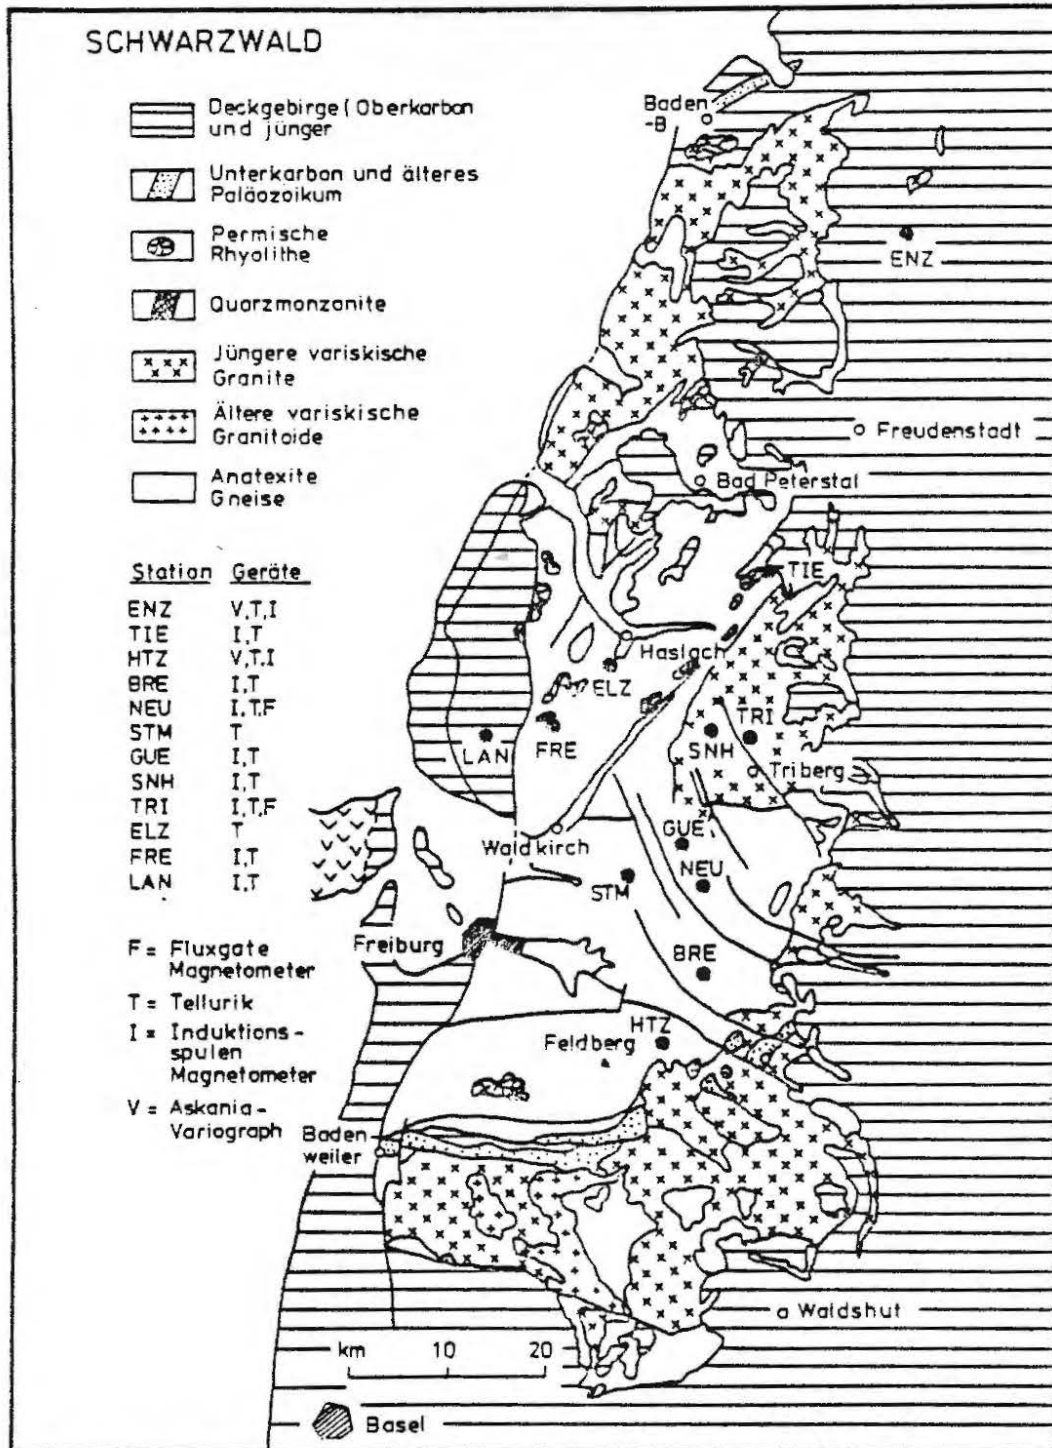 SCHWARZWALD
Deckgebirge (Oberkarbon
und jünger
Unterkarbon und älteres
Paläozoikum
Permische
Rhyolithe
Quarzmonzanite
Jüngere variskische
Granite
Ältere variskische
Granitoide
Anatexite
Gneise
Station Geräte
ENZ V,T,I
TIE I,T
HTZ V,T,I
BRE I,T
NEU I,T,F
STM T
GUE I,T
SNH I,T
TRI I,T,F
ELZ T
FRE I,T
LAN I,T
F = Fluxgate
Magnetometer
T = Tellurik
I = Induktions-
spulen
Magnetometer
V = Askania-
Variograph
Baden
-B
ENZ
Freudenstadt
Bad Peterstal
TIE
Haslach
ELZ
TRI
LAN
FRE
SNH
Triberg
Waldkirch
GUE
NEU
STM
Freiburg
BRE
HTZ
Feldberg
Baden
weiler
Waldshut
km 10 20
Basel